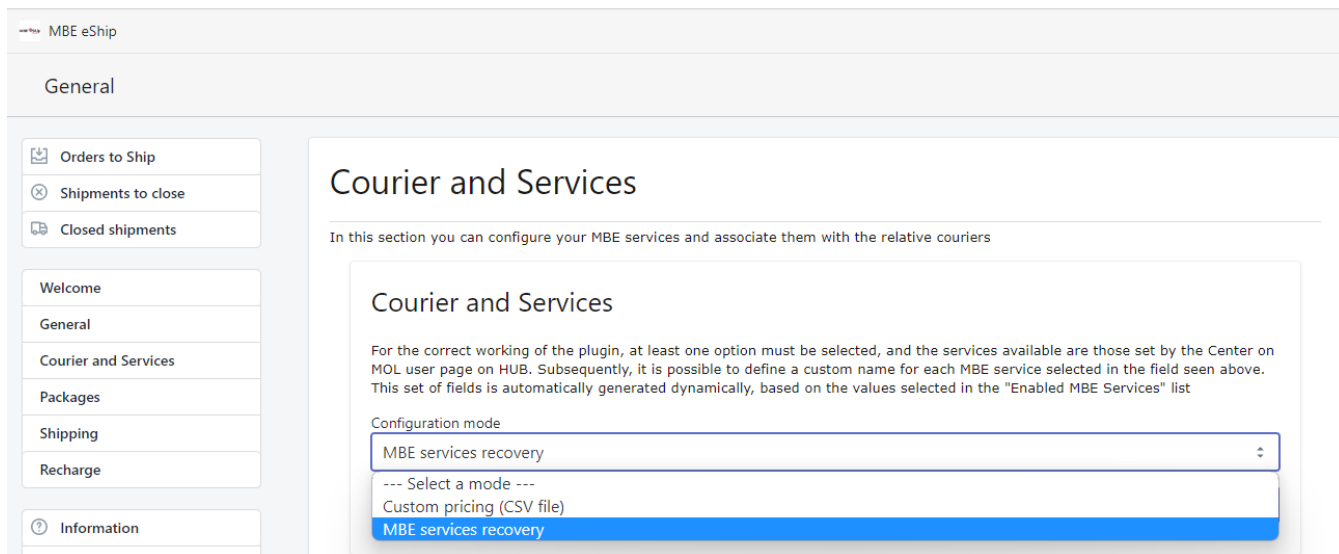 MBE eShip
General
Orders to Ship
Shipments to close
Closed shipments
Welcome
General
Courier and Services
Packages
Shipping
Recharge
Information
Courier and Services
In this section you can configure your MBE services and associate them with the relative couriers
Courier and Services
For the correct working of the plugin, at least one option must be selected, and the services available are those set by the Center on
MOL user page on HUB. Subsequently, it is possible to define a custom name for each MBE service selected in the field seen above.
This set of fields is automatically generated dynamically, based on the values selected in the "Enabled MBE Services" list
Configuration mode
MBE services recovery
--- Select a mode ---
Custom pricing (CSV file)
MBE services recovery